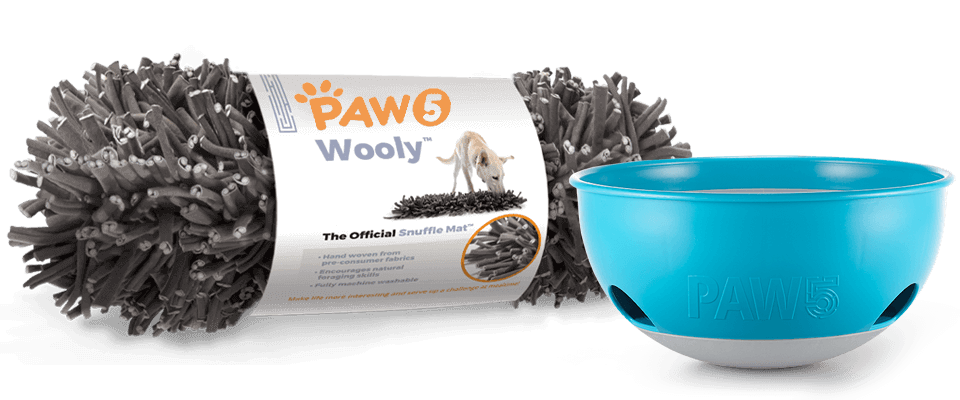 PAW5
Wooly™
The Official Snuffle Mat™
• Hand woven from
pre-consumer fabrics
• Encourages natural
foraging skills
• Fully machine washable
Make life more interesting and serve up a challenge at mealtime!
PAW5